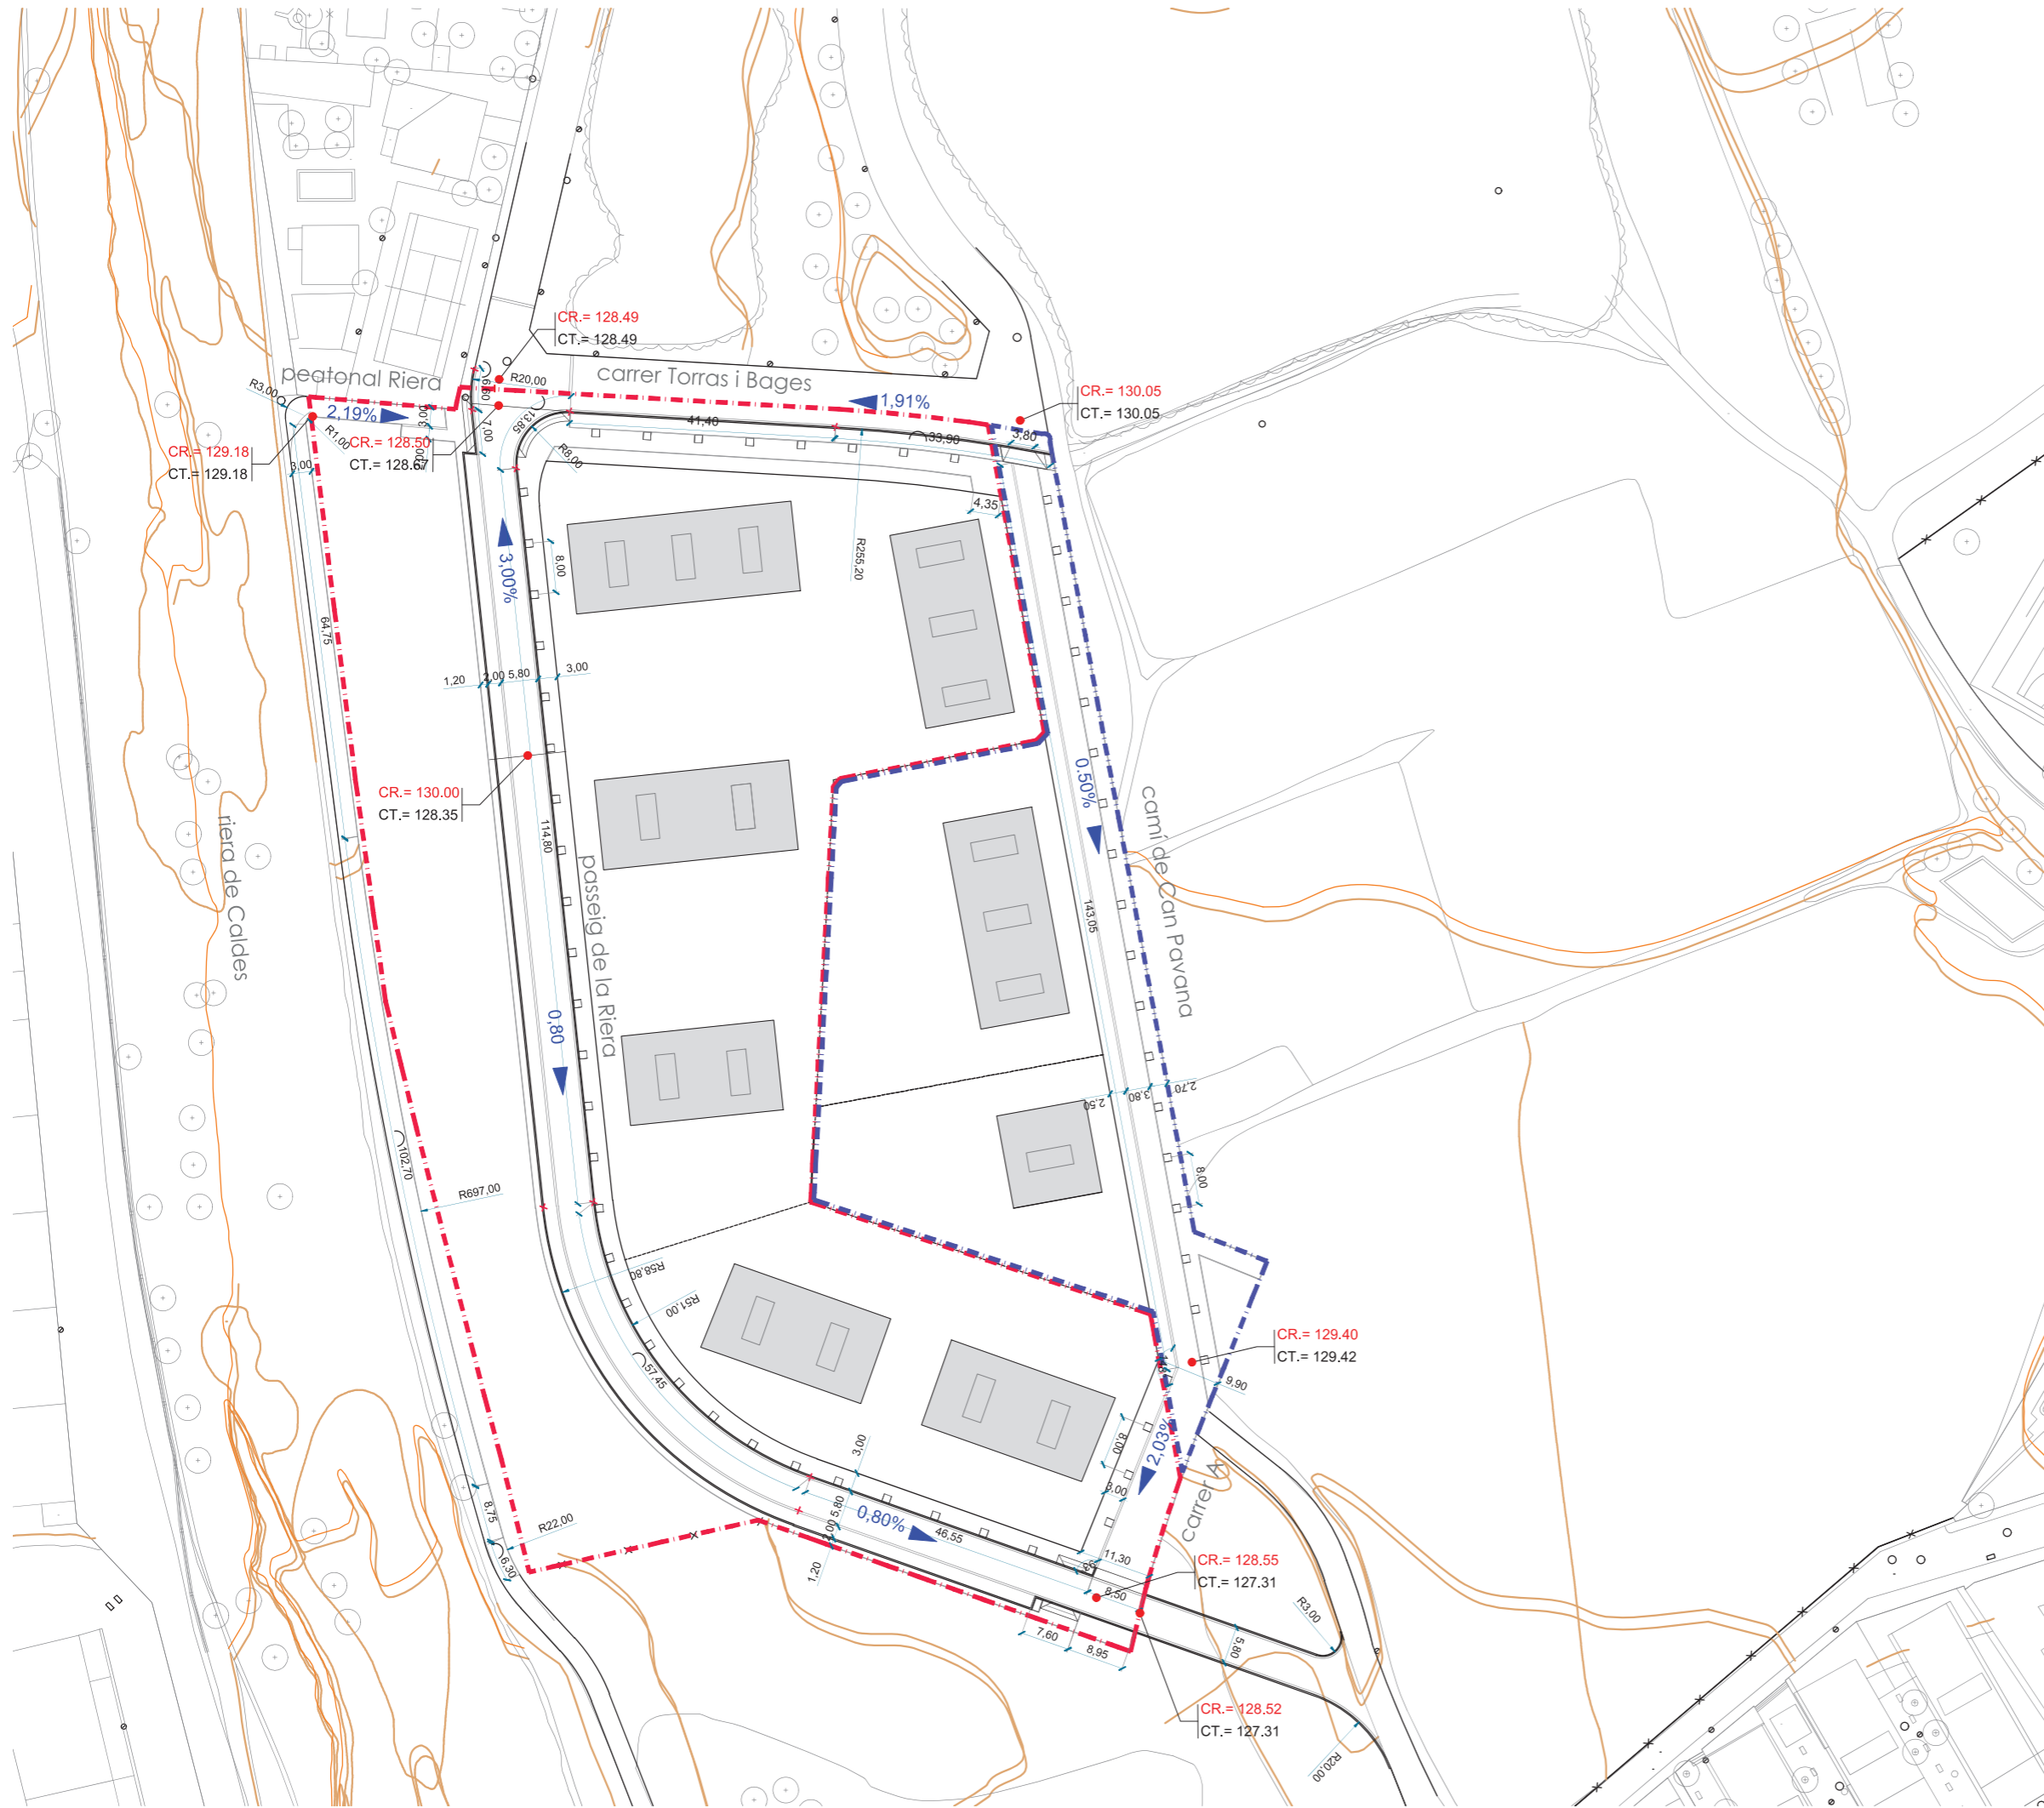 CR.= 128.49
CT.= 128.49
peatonal Riera
carrer Torras i Bages
R20,00
6,60
R3,00
2,19%
3,00
1,91%
CR.= 130.05
CT.= 130.05
R1,00
7,00
13,85
41,40
33,90
3,80
CR.= 129.18
CT.= 129.18
CR.= 128.50
CT.= 128.67
3,00
R8,00
4,35
3,00%
8,00
R255,20
64,75
1,20
2,00
5,80
3,00
CR.= 130.00
CT.= 128.35
0.50%
camí de Can Pavana
riera de Caldes
114,80
passeig de la Riera
143,05
0,80
2,50
3,80
2,70
102,70
R697,00
8,00
R58,80
R51,00
CR.= 129.40
CT.= 129.42
57,45
9,90
3,00
8,00
2,03%
3,00
carrer A
8,75
R22,00
6,30
2,00
5,80
0,80%
46,55
1,20
11,30
CR.= 128.55
CT.= 127.31
8,50
R3,00
7,60
8,95
5,80
CR.= 128.52
CT.= 127.31
R20,00